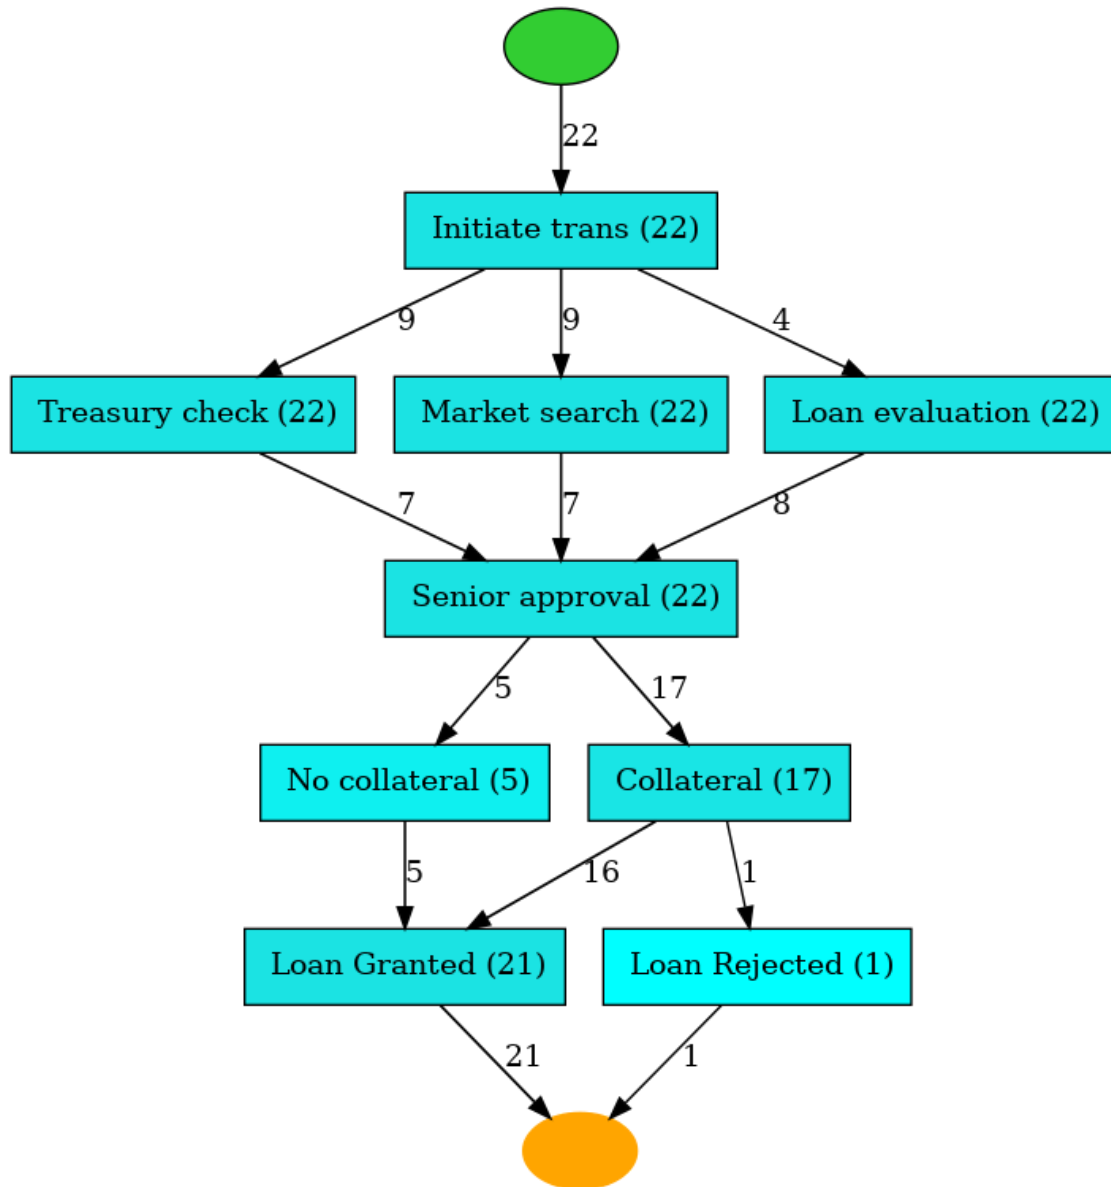 22
Initiate trans (22)
9
9
4
Treasury check (22)
Market search (22)
Loan evaluation (22)
7
7
8
Senior approval (22)
5
17
No collateral (5)
Collateral (17)
5
16
1
Loan Granted (21)
Loan Rejected (1)
21
1